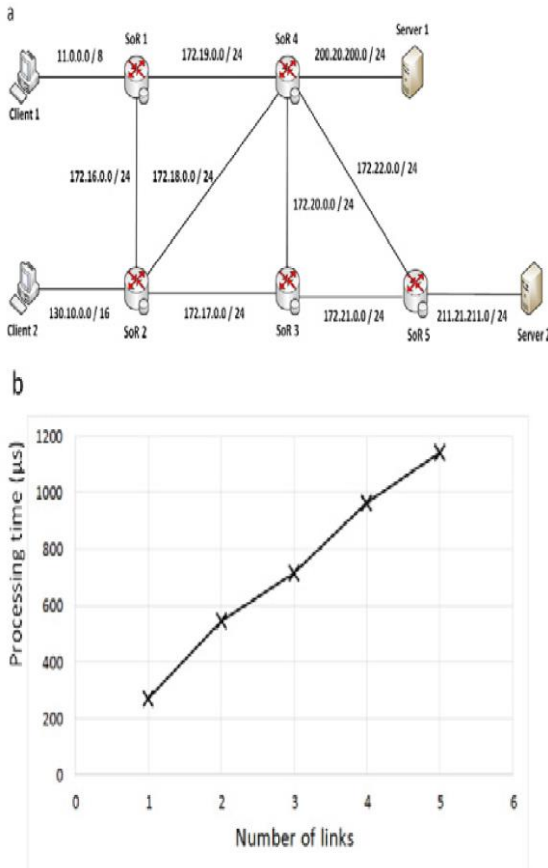 a
SoR 1
SoR 4
Server 1
11.0.0.0 / 8
172.19.0.0 / 24
200.20.200.0 / 24
Client 1
172.16.0.0 / 24
172.18.0.0 / 24
172.22.0.0 / 24
172.20.0.0 / 24
Client 2
130.10.0.0 / 16
SoR 2
172.17.0.0 / 24
SoR 3
172.21.0.0 / 24
SoR 5
211.21.211.0 / 24
Server 2
b
Processing time (µs)
1200
1000
800
600
400
200
0
0 1 2 3 4 5 6
Number of links